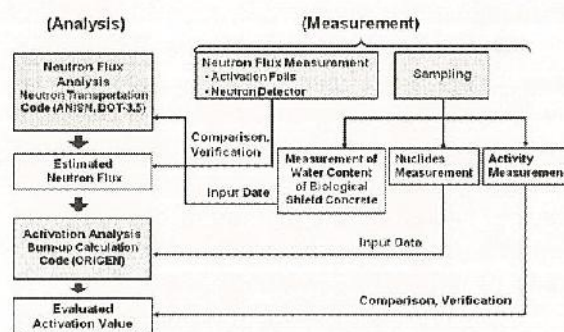 (Analysis)
(Measurement)
Neutron Flux
Analysis
Neutron Transportation
Code (ANISN, DOT-3.5)
Neutron Flux Measurement
• Activation Foils
• Neutron Detector
Sampling
Comparison,
Verification
Estimated
Neutron Flux
Input Date
Measurement of
Water Content
of Biological
Shield Concrete
Nuclides
Measurement
Activity
Measurement
Activation Analysis
Burn-up Calculation
Code (ORIGEN)
Input Date
Evaluated
Activation Value
Comparison, Verification